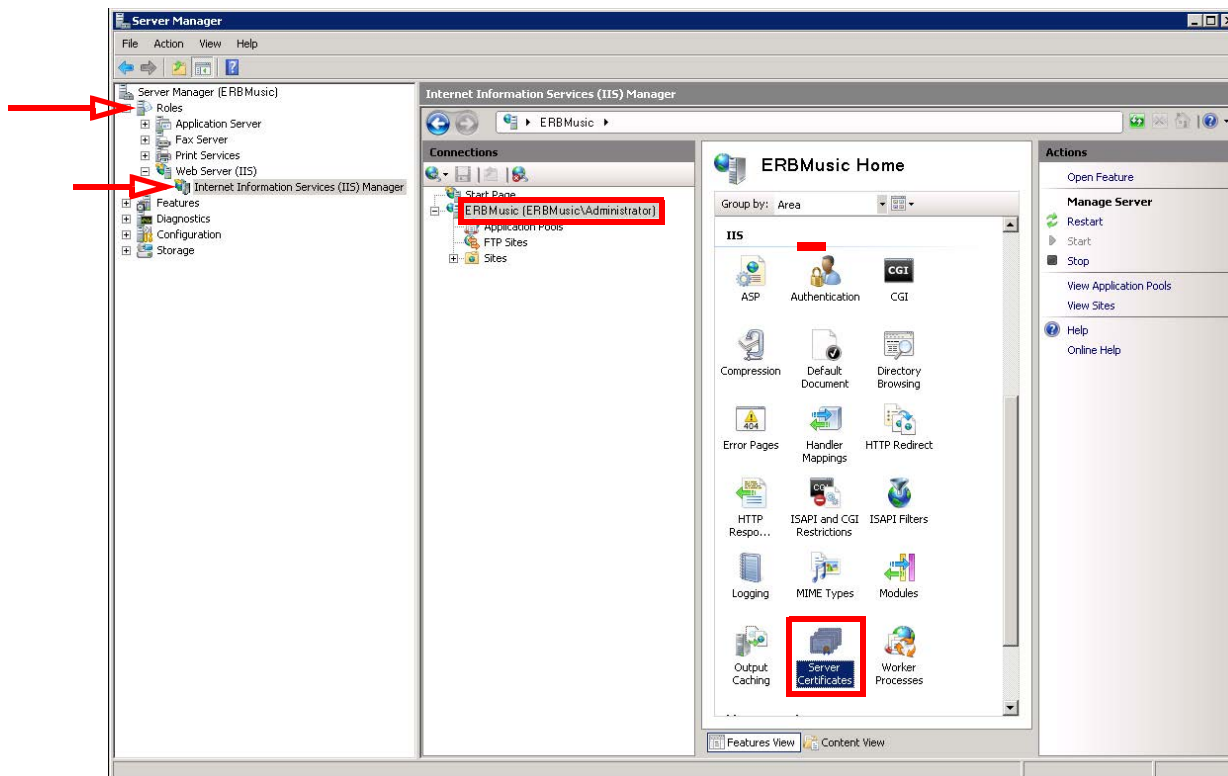 Server Manager
File Action View Help
Server Manager (ERBMusic)
Roles
Application Server
Fax Server
Print Services
Web Server (IIS)
Internet Information Services (IIS) Manager
Features
Diagnostics
Configuration
Storage
Internet Information Services (IIS) Manager
ERBMusic
Connections
Start Page
ERBMusic (ERBMusic\Administrator)
Application Pools
FTP Sites
Sites
ERBMusic Home
Group by: Area
IIS
ASP
Authentication
CGI
CGI
Compression
Default
Document
Directory
Browsing
404
Error Pages
Handler
Mappings
HTTP Redirect
HTTP
Respo...
ISAPI and CGI
Restrictions
ISAPI Filters
Logging
MIME Types
Modules
Output
Caching
Server
Certificates
Worker
Processes
Features View
Content View
Actions
Open Feature
Manage Server
Restart
Start
Stop
View Application Pools
View Sites
Help
Online Help